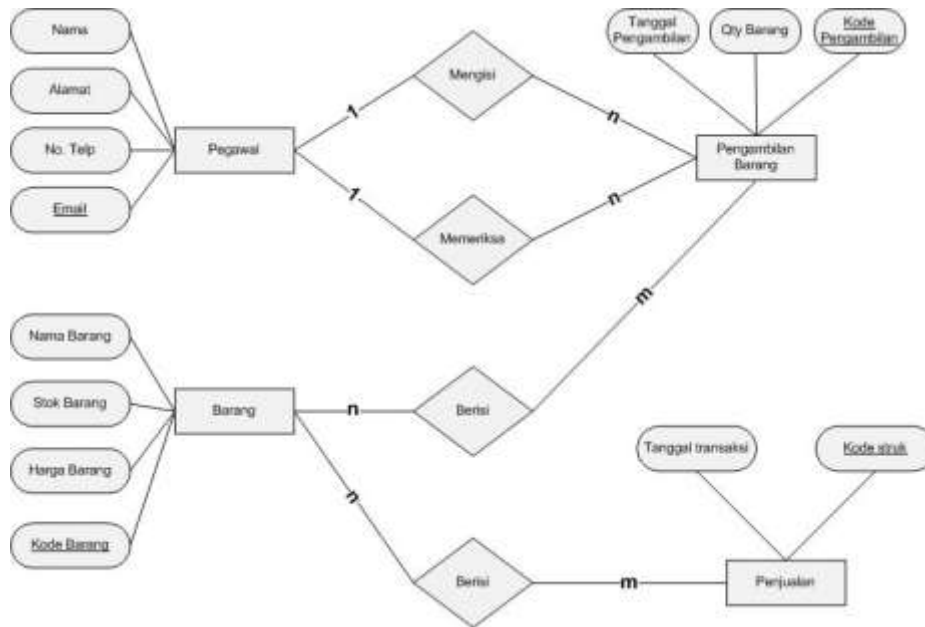 Nama
Alamat
No. Telp
Email
Pegawai
1
1
Mengisi
Memeriksa
n
n
Tanggal
Pengambilan
Qty Barang
Kode
Pengambilan
Pengambilan
Barang
m
Nama Barang
Stok Barang
Harga Barang
Kode Barang
Barang
n
n
Berisi
Berisi
m
Tanggal transaksi
Kode struk
Penjualan